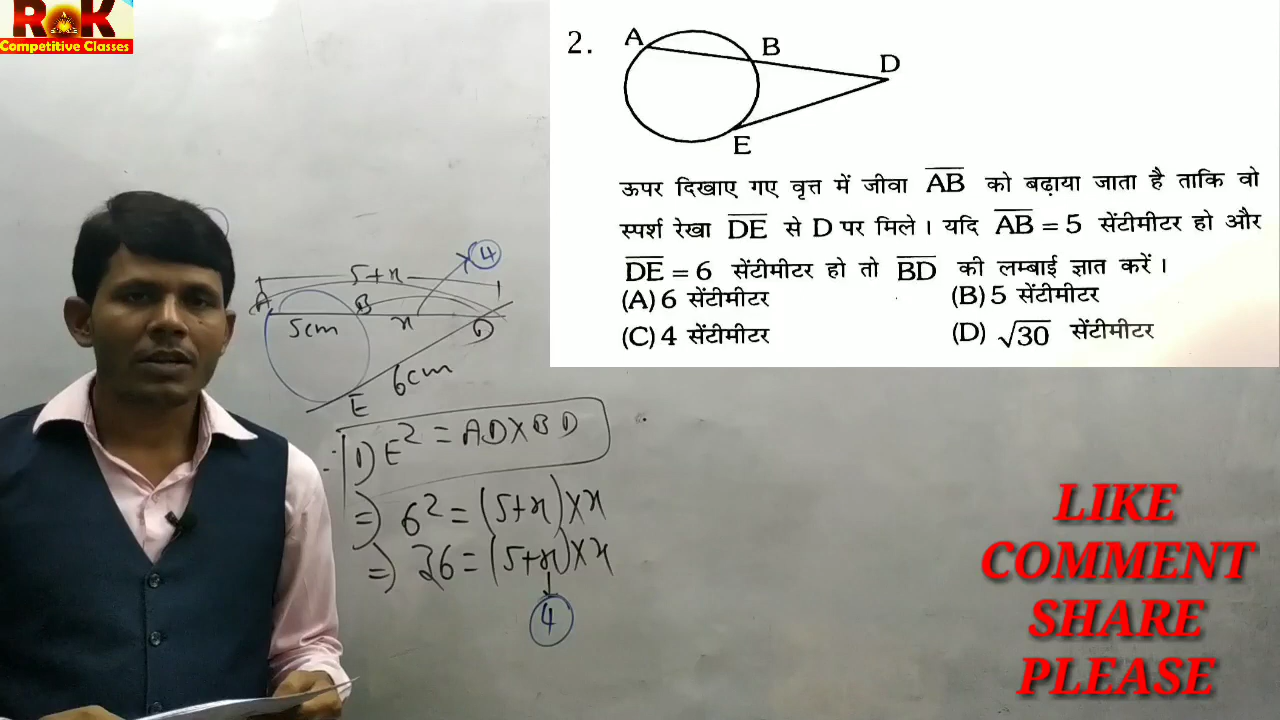 R K
Competitive Classes
2.
A
B
D
E
ऊपर दिखाए गए वृत्त में जीवा AB को बढ़ाया जाता है ताकि वो
स्पर्श रेखा DE से D पर मिले । यदि AB = 5 सेंटीमीटर हो और
DE = 6 सेंटीमीटर हो तो BD की लम्बाई ज्ञात करें ।
(A) 6 सेंटीमीटर (B) 5 सेंटीमीटर
(C) 4 सेंटीमीटर (D) √30 सेंटीमीटर
4
5+x
A B
5cm x D
6cm
E
∴ DE² = AD×BD
⇒ 6² = (5+x)×x
⇒ 36 = (5+x)×x
4
LIKE
COMMENT
SHARE
PLEASE